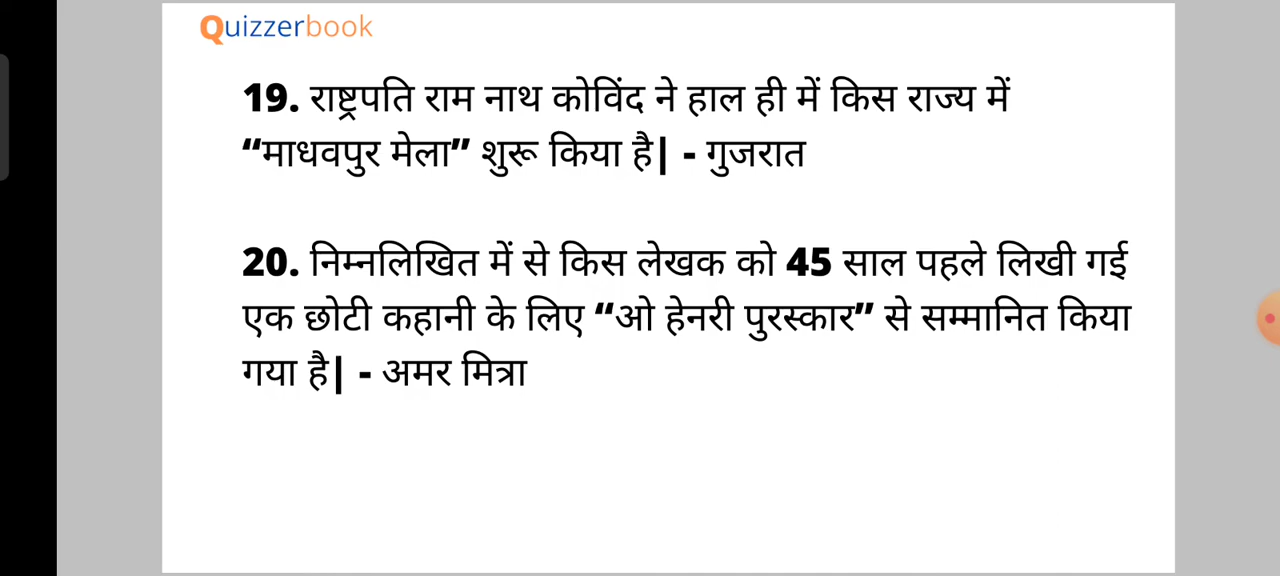 Quizzerbook
19. राष्ट्रपति राम नाथ कोविंद ने हाल ही में किस राज्य में
“माधवपुर मेला” शुरू किया है| - गुजरात
20. निम्नलिखित में से किस लेखक को 45 साल पहले लिखी गई
एक छोटी कहानी के लिए “ओ हेनरी पुरस्कार” से सम्मानित किया
गया है| - अमर मित्रा